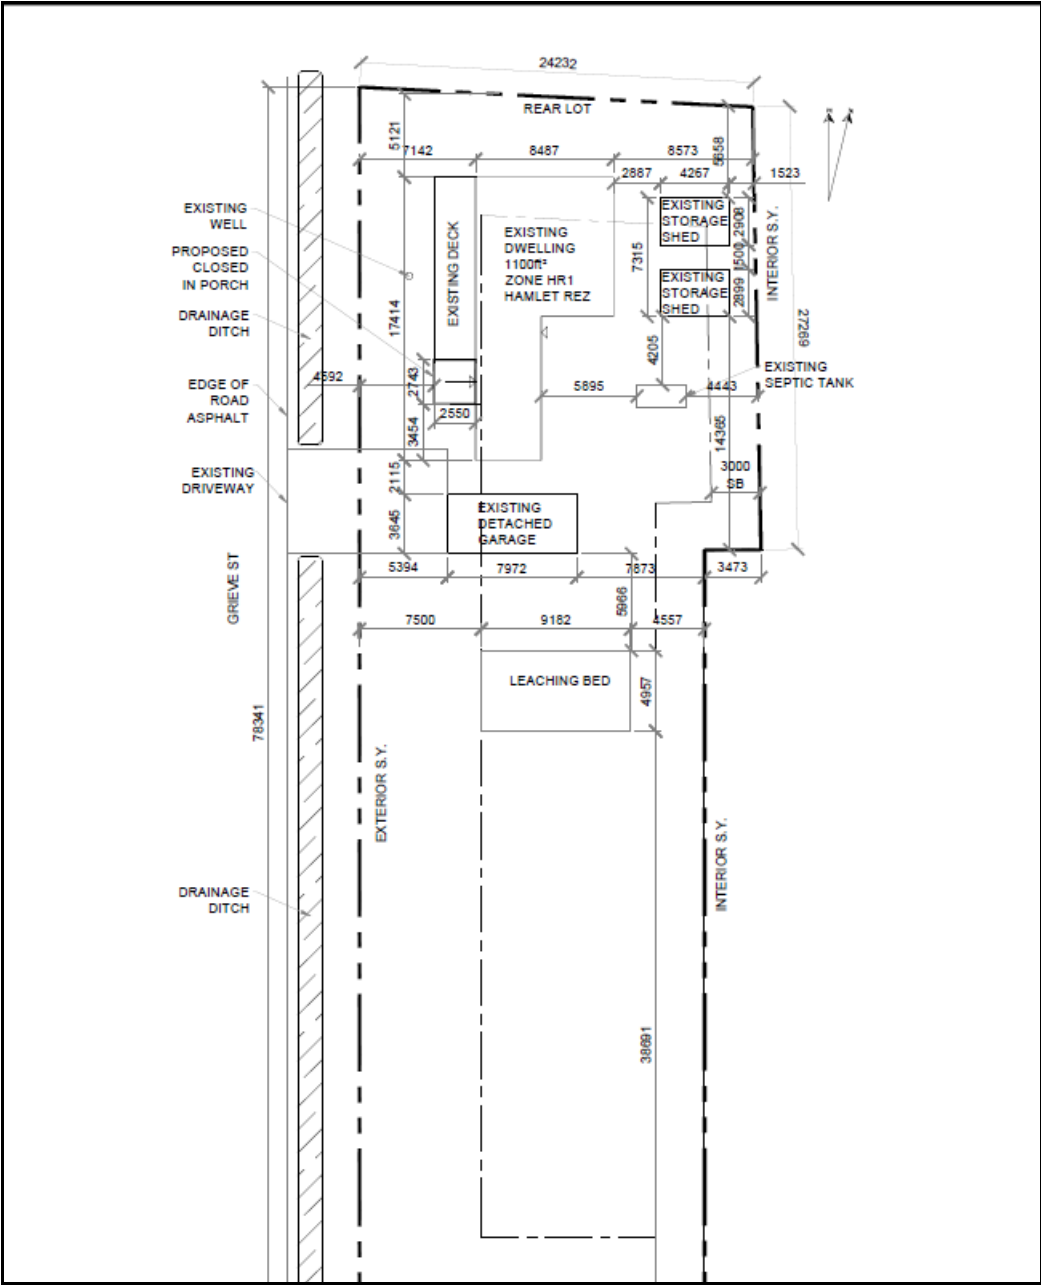 24232
REAR LOT
5121
7142
8487
8573
5658
2887
4267
1523
EXISTING
WELL
PROPOSED
CLOSED
IN PORCH
DRAINAGE
DITCH
EDGE OF
ROAD
ASPHALT
EXISTING
DRIVEWAY
EXISTING DECK
EXISTING
DWELLING
1100ft²
ZONE HR1
HAMLET REZ
EXISTING
STORAGE
SHED
EXISTING
STORAGE
SHED
2908
1500
2899
7315
INTERIOR S.Y.
27269
17414
4592
2743
2550
3454
4205
5895
4443
EXISTING
SEPTIC TANK
14365
3000
SB
2115
3645
EXISTING
DETACHED
GARAGE
GRIEVE ST
5394
7972
7873
3473
5966
7500
9182
4557
LEACHING BED
4957
78341
EXTERIOR S.Y.
INTERIOR S.Y.
DRAINAGE
DITCH
38691